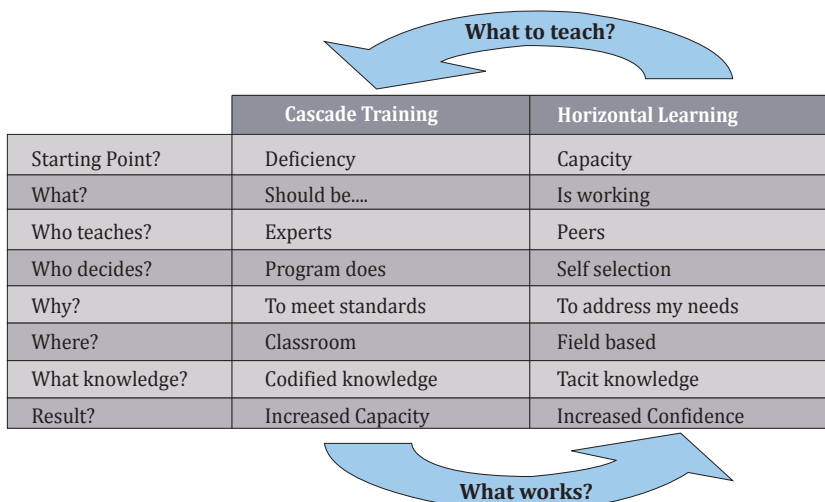 What to teach?
Cascade Training Horizontal Learning
Starting Point? Deficiency Capacity
What? Should be.... Is working
Who teaches? Experts Peers
Who decides? Program does Self selection
Why? To meet standards To address my needs
Where? Classroom Field based
What knowledge? Codified knowledge Tacit knowledge
Result? Increased Capacity Increased Confidence
What works?